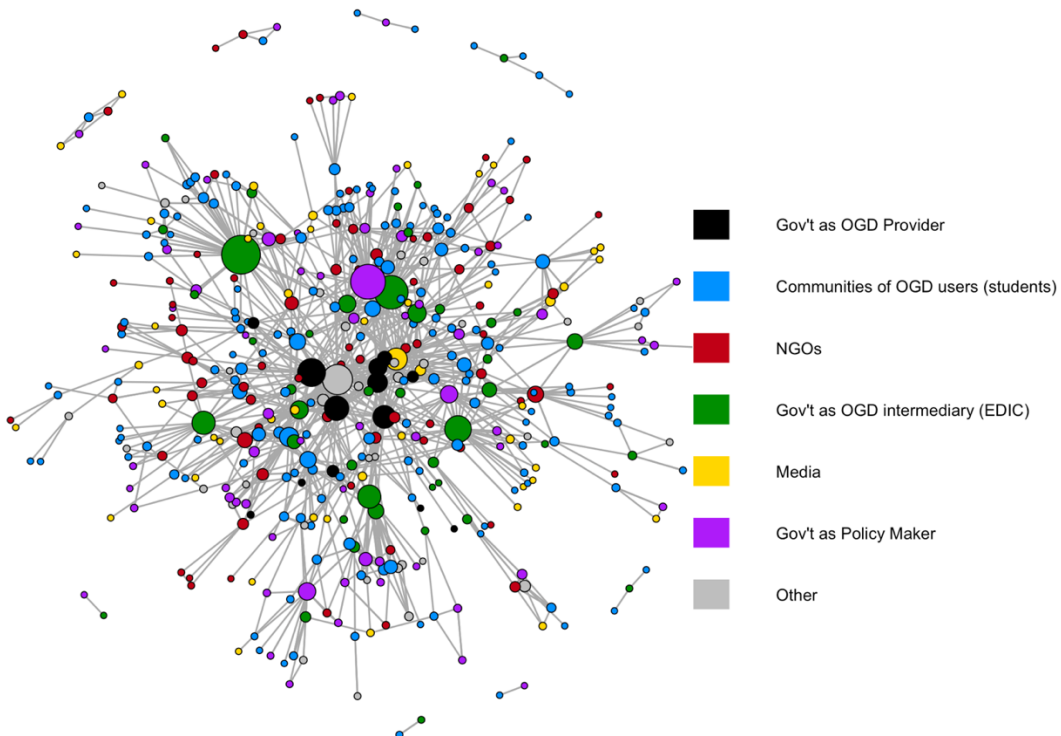 Gov't as OGD Provider
Communities of OGD users (students)
NGOs
Gov't as OGD intermediary (EDIC)
Media
Gov't as Policy Maker
Other